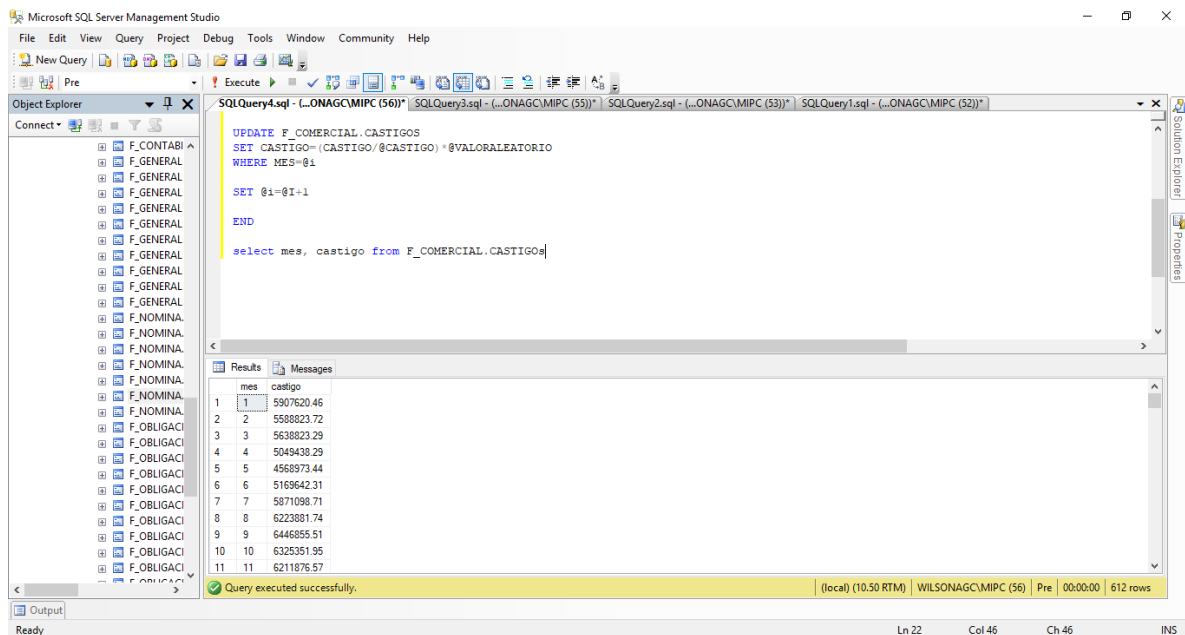 Microsoft SQL Server Management Studio
File Edit View Query Project Debug Tools Window Community Help
New Query
Pre Execute
Object Explorer
SQLQuery4.sql - (...ONAGC\MIPC (56))* SQLQuery3.sql - (...ONAGC\MIPC (55))* SQLQuery2.sql - (...ONAGC\MIPC (53))* SQLQuery1.sql - (...ONAGC\MIPC (52))*
Connect
F_CONTABI
F_GENERAL
F_GENERAL
F_GENERAL
F_GENERAL
F_GENERAL
F_GENERAL
F_GENERAL
F_GENERAL
F_GENERAL
F_GENERAL
F_NOMINA.
F_NOMINA.
F_NOMINA.
F_NOMINA.
F_NOMINA.
F_NOMINA.
F_NOMINA.
F_OBLIGACI
F_OBLIGACI
F_OBLIGACI
F_OBLIGACI
F_OBLIGACI
F_OBLIGACI
F_OBLIGACI
F_OBLIGACI
F_OBLIGACI
F_OBLIGACI
F_OBLIGACI
UPDATE F_COMERCIAL.CASTIGOS
SET CASTIGO=(CASTIGO/@CASTIGO)*@VALORALEATORIO
WHERE MES=@i
SET @i=@I+1
END
select mes, castigo from F_COMERCIAL.CASTIGOs
Results Messages
mes castigo
1 1 5907620.46
2 2 5588823.72
3 3 5638823.29
4 4 5049438.29
5 5 4568973.44
6 6 5169642.31
7 7 5871098.71
8 8 6223881.74
9 9 6446855.51
10 10 6325351.95
11 11 6211876.57
Query executed successfully. (local) (10.50 RTM) WILSONAGC\MIPC (56) Pre 00:00:00 612 rows
Solution Explorer
Properties
Output
Ready Ln 22 Col 46 Ch 46 INS